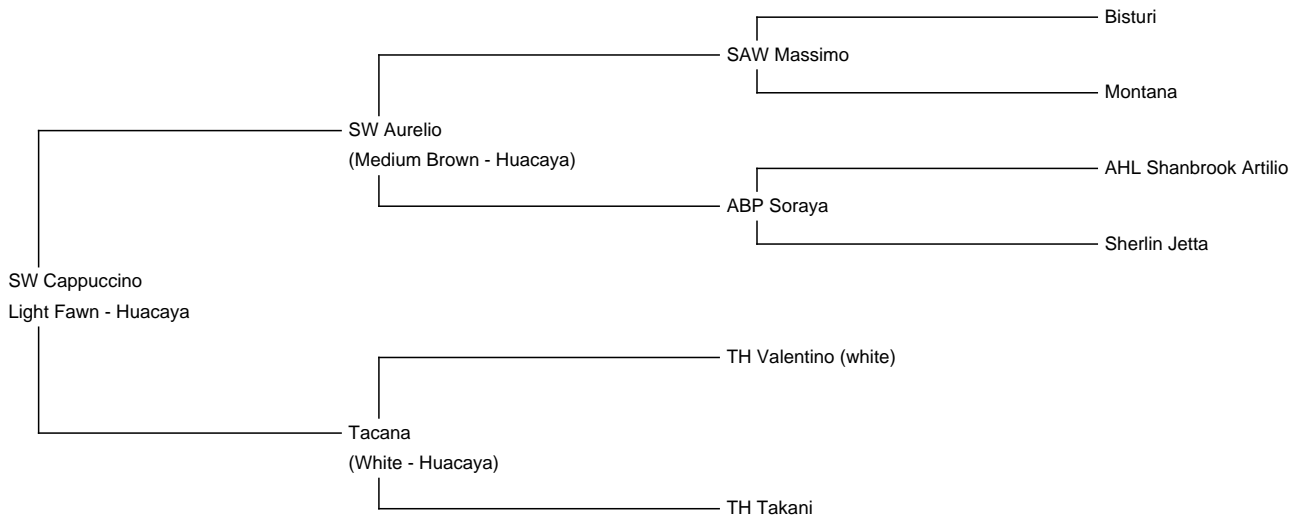 Bisturi
SAW Massimo
Montana
SW Aurelio
(Medium Brown - Huacaya)
AHL Shanbrook Artilio
ABP Soraya
Sherlin Jetta
SW Cappuccino
Light Fawn - Huacaya
TH Valentino (white)
Tacana
(White - Huacaya)
TH Takani